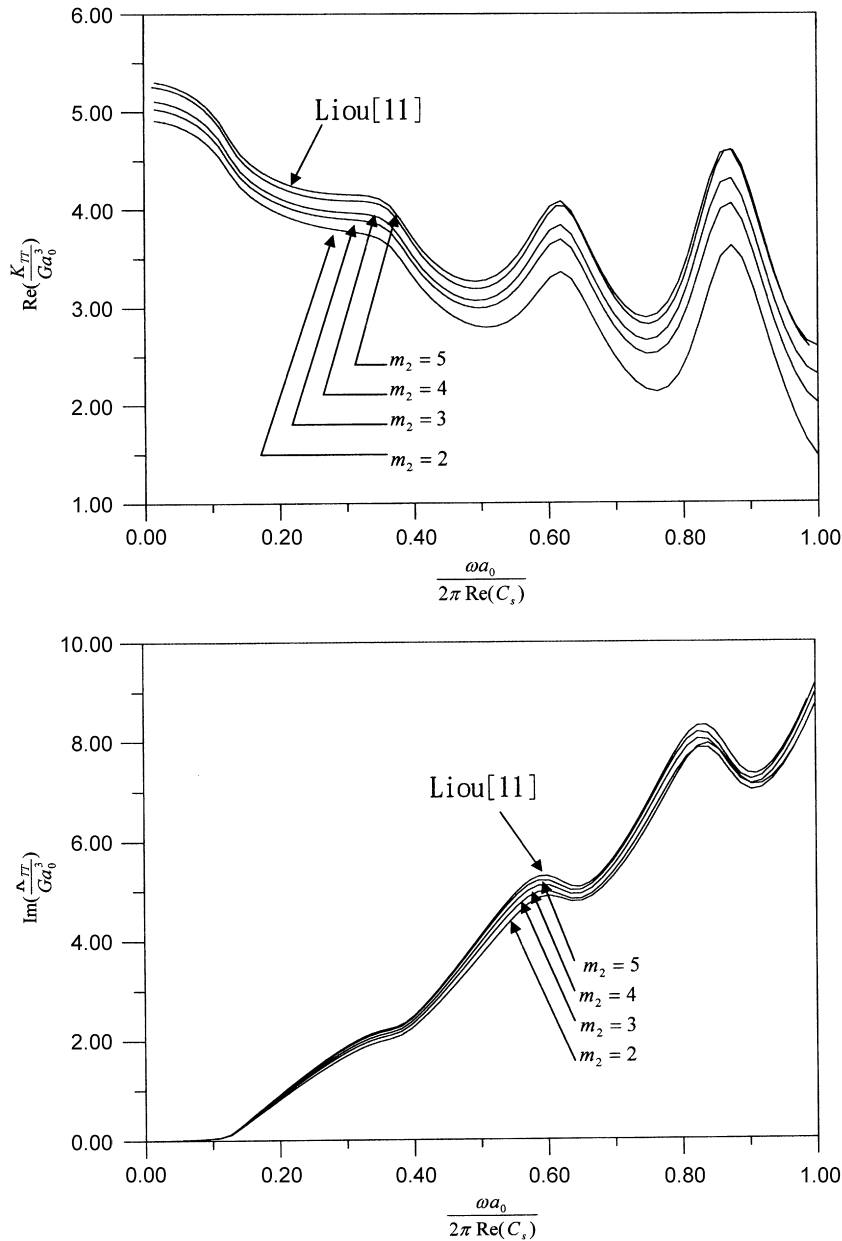 6.00
5.00
4.00
3.00
2.00
1.00
Re(K_TT/Ga_0^3)
Liou[11]
m_2 = 5
m_2 = 4
m_2 = 3
m_2 = 2
0.00 0.20 0.40 0.60 0.80 1.00
ωa_0
2π Re(C_s)
10.00
8.00
6.00
4.00
2.00
0.00
Im(K_TT/Ga_0^3)
Liou[11]
m_2 = 5
m_2 = 4
m_2 = 3
m_2 = 2
0.00 0.20 0.40 0.60 0.80 1.00
ωa_0
2π Re(C_s)